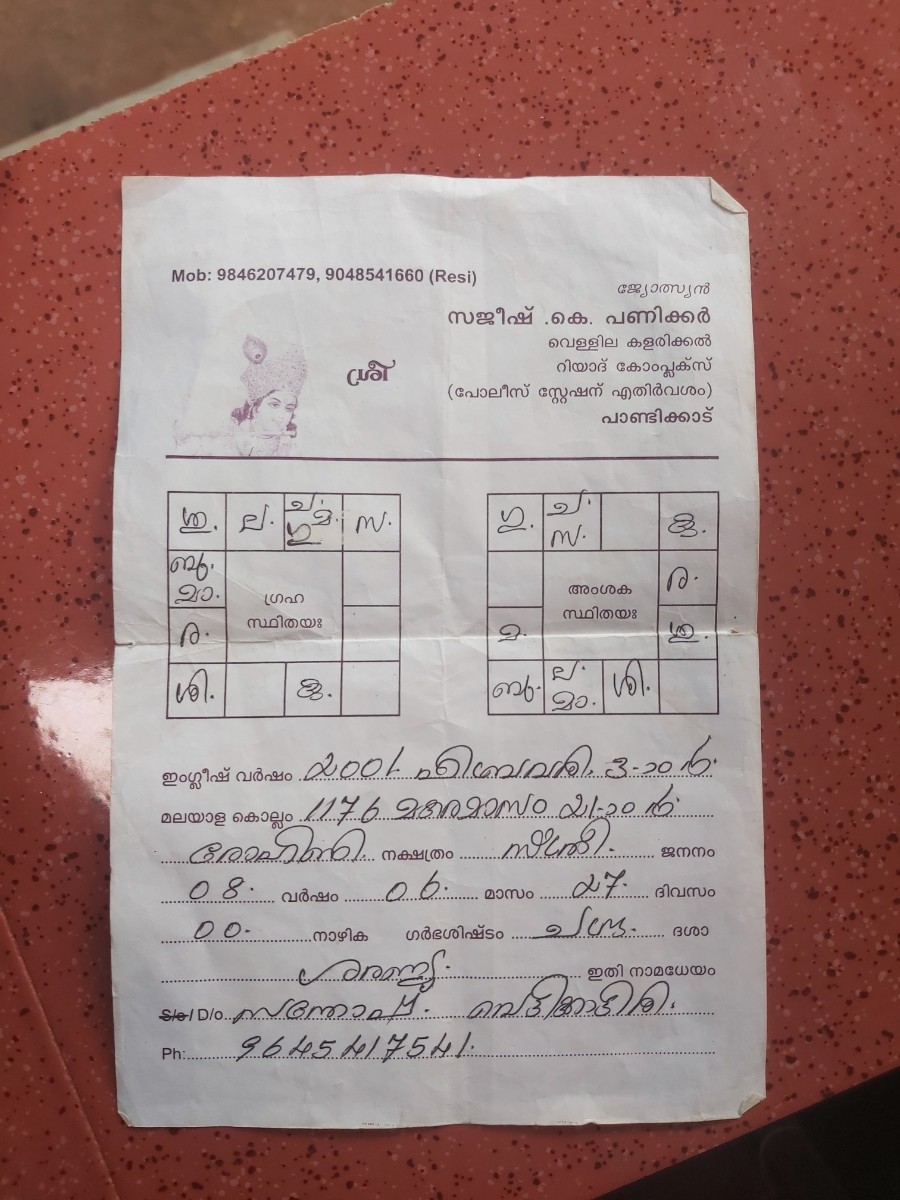 Mob: 9846207479, 9048541660 (Resi)
ജ്യോത്സ്യൻ
സജീഷ് .കെ. പണിക്കർ
വെള്ളില കളരിക്കൽ
റിയാദ് കോംപ്ലക്സ്
(പോലീസ് സ്റ്റേഷന് എതിർവശം)
പാണ്ടിക്കാട്
ശ്രീ
ല. സ.
ഗ്രഹ
സ്ഥിതയഃ
ബു.
മാ.
ര.
ശി.
ച.
സ.
അംശക
സ്ഥിതയഃ
ര.
മ.
ബു. ല. ശി.
മാ.
ഇംഗ്ലീഷ് വർഷം 2001 ഫിബ്രവരി. 3-ാം ൻ.
മലയാള കൊല്ലം 1176 മകരമാസം 21-ാം ൻ.
രോഹിണി നക്ഷത്രം സ്ത്രീ. ജനനം
08. വർഷം 06. മാസം 27. ദിവസം
00. നാഴിക ഗർഭശിഷ്ടം ചന്ദ്ര. ദശാ
ശരണ്യ. ഇതി നാമധേയം
S/o/ D/o സന്തോഷ്. വെട്ടിക്കാട്ടിരി.
Ph: 9645417541.